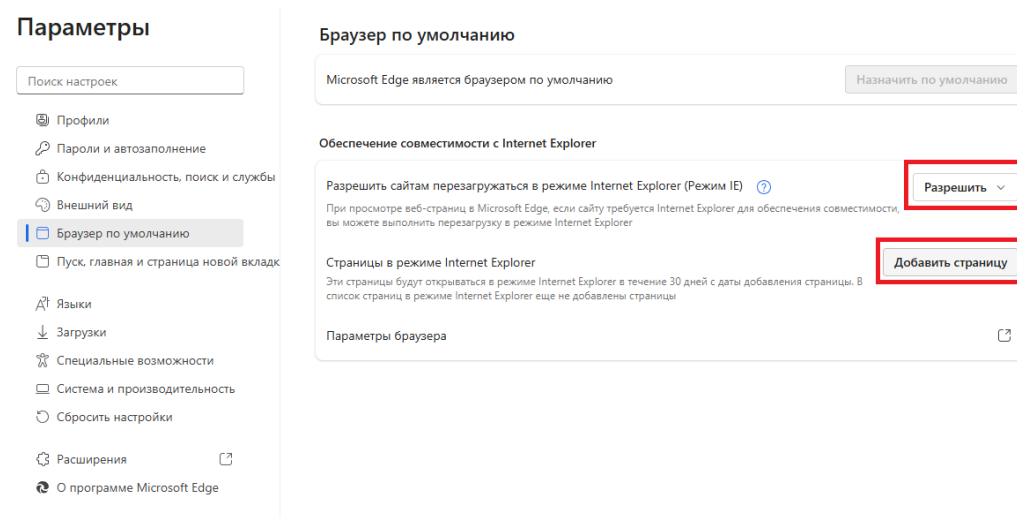 Параметры
Поиск настроек
Профили
Пароли и автозаполнение
Конфиденциальность, поиск и службы
Внешний вид
Браузер по умолчанию
Пуск, главная и страница новой вкладк
Языки
Загрузки
Специальные возможности
Система и производительность
Сбросить настройки
Расширения
О программе Microsoft Edge
Браузер по умолчанию
Microsoft Edge является браузером по умолчанию
Назначить по умолчанию
Обеспечение совместимости с Internet Explorer
Разрешить сайтам перезагружаться в режиме Internet Explorer (Режим IE)
Разрешить
При просмотре веб-страниц в Microsoft Edge, если сайту требуется Internet Explorer для обеспечения совместимости,
вы можете выполнить перезагрузку в режиме Internet Explorer
Страницы в режиме Internet Explorer
Добавить страницу
Эти страницы будут открываться в режиме Internet Explorer в течение 30 дней с даты добавления страницы. В
список страниц в режиме Internet Explorer еще не добавлены страницы
Параметры браузера